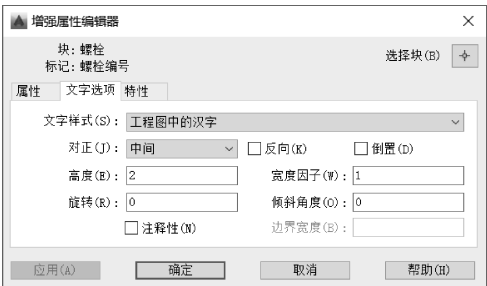 增强属性编辑器
块: 螺栓
标记: 螺栓编号
选择块(B)
属性 文字选项 特性
文字样式(S): 工程图中的汉字
对正(J): 中间 反向(K) 倒置(D)
高度(E): 2 宽度因子(W): 1
旋转(R): 0 倾斜角度(O): 0
注释性(N) 边界宽度(B):
应用(A) 确定 取消 帮助(H)